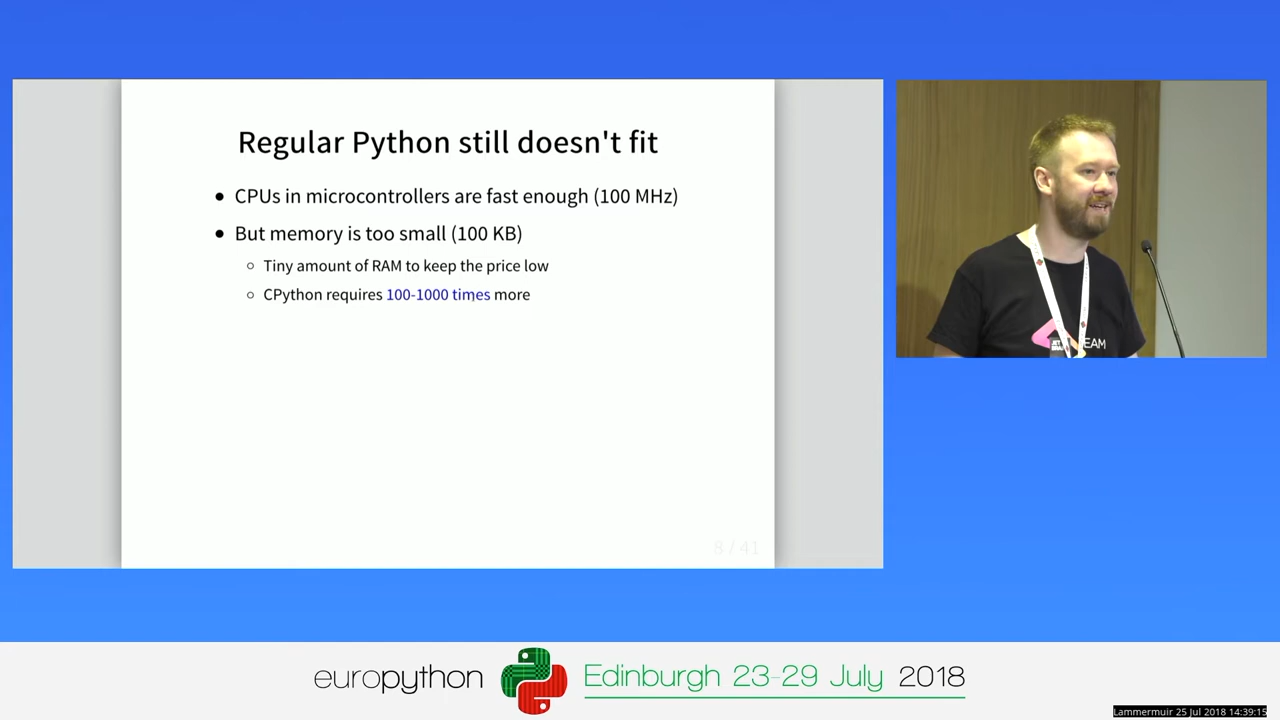 Regular Python still doesn't fit
● CPUs in microcontrollers are fast enough (100 MHz)
● But memory is too small (100 KB)
○ Tiny amount of RAM to keep the price low
○ CPython requires 100-1000 times more
8 / 41
JET
EAM
europython
Edinburgh 23-29 July 2018
Lammermuir 25 Jul 2018 14:39:15